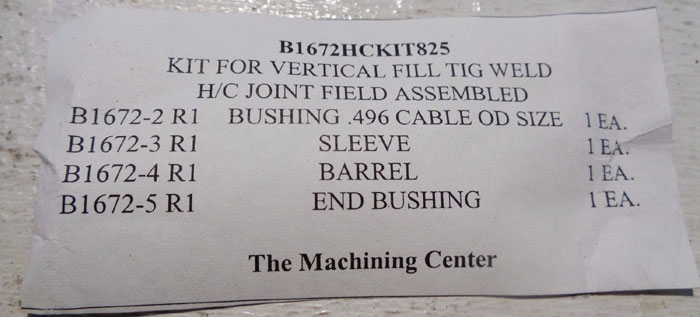 B1672HCKIT825
KIT FOR VERTICAL FILL TIG WELD
H/C JOINT FIELD ASSEMBLED
B1672-2 R1 BUSHING .496 CABLE OD SIZE 1 EA.
B1672-3 R1 SLEEVE 1 EA.
B1672-4 R1 BARREL 1 EA.
B1672-5 R1 END BUSHING 1 EA.
The Machining Center